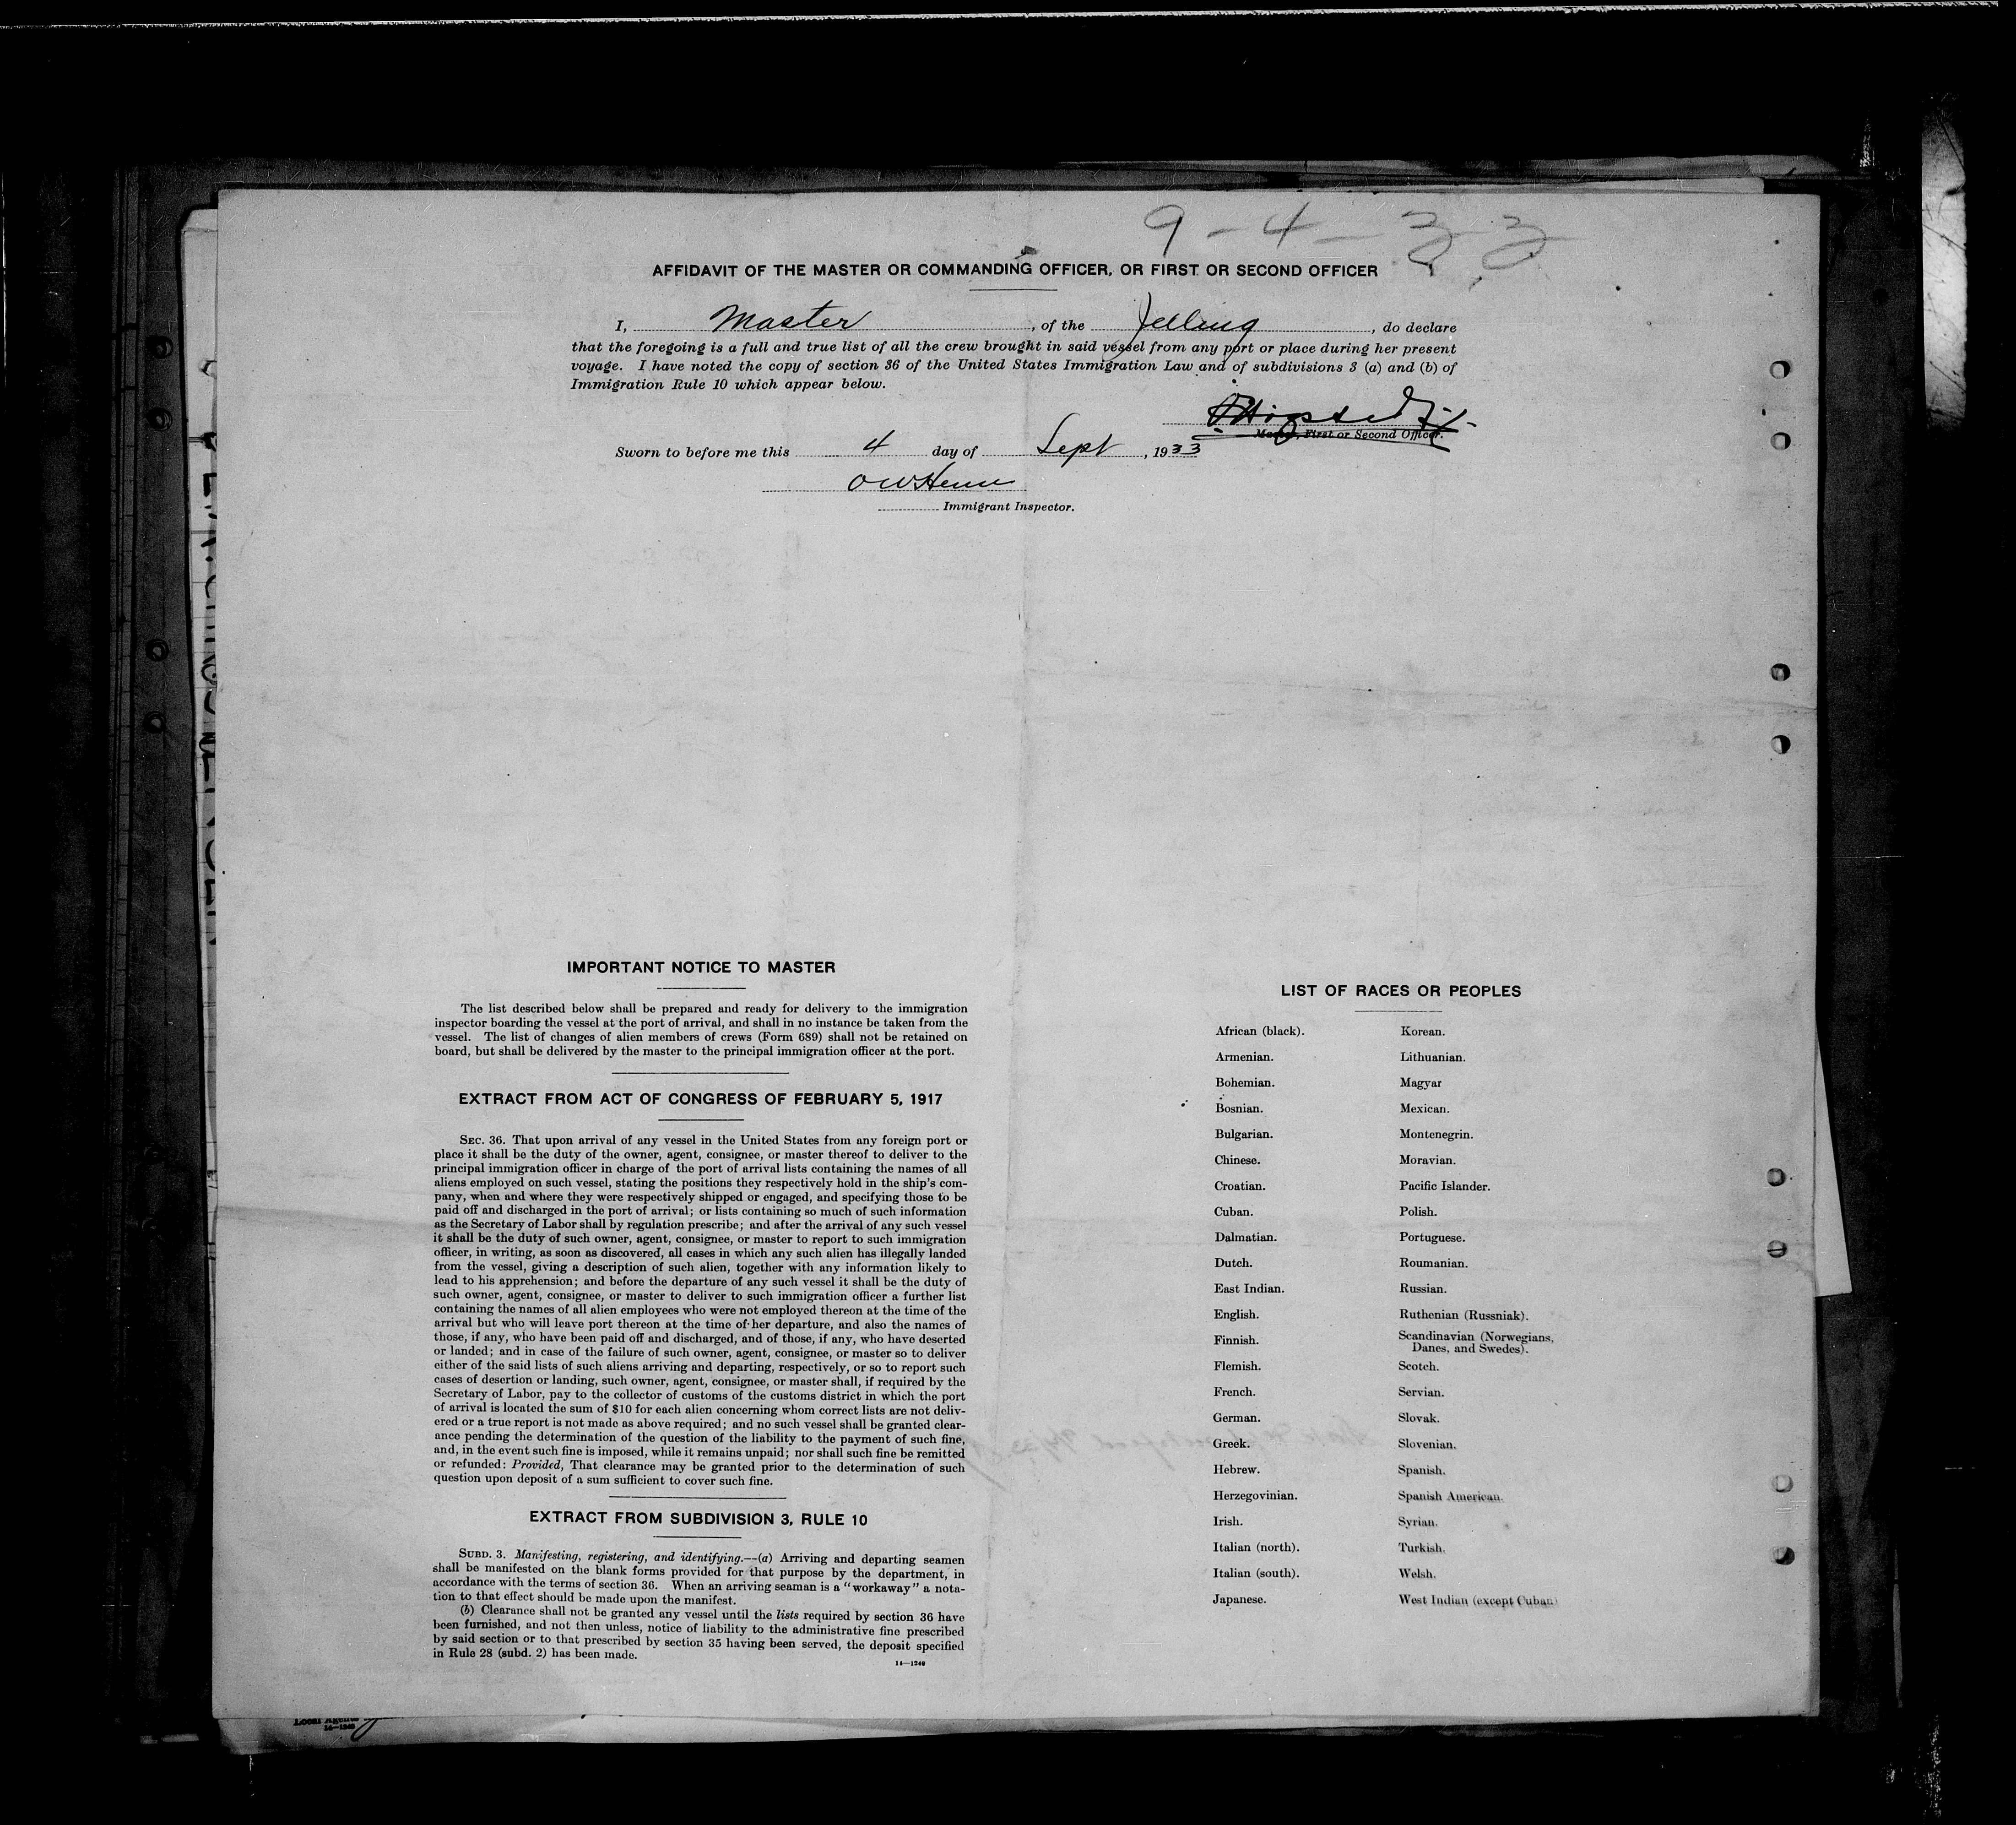 9-4-33
AFFIDAVIT OF THE MASTER OR COMMANDING OFFICER, OR FIRST OR SECOND OFFICER
I, Master, of the Jelling, do declare
that the foregoing is a full and true list of all the crew brought in said vessel from any port or place during her present
voyage. I have noted the copy of section 36 of the United States Immigration Law and of subdivisions 3 (a) and (b) of
Immigration Rule 10 which appear below.
Master, First or Second Officer.
Sworn to before me this 4 day of Sept, 1933
Immigrant Inspector.
IMPORTANT NOTICE TO MASTER
The list described below shall be prepared and ready for delivery to the immigration
inspector boarding the vessel at the port of arrival, and shall in no instance be taken from the
vessel. The list of changes of alien members of crews (Form 689) shall not be retained on
board, but shall be delivered by the master to the principal immigration officer at the port.
EXTRACT FROM ACT OF CONGRESS OF FEBRUARY 5, 1917
SEC. 36. That upon arrival of any vessel in the United States from any foreign port or
place it shall be the duty of the owner, agent, consignee, or master thereof to deliver to the
principal immigration officer in charge of the port of arrival lists containing the names of all
aliens employed on such vessel, stating the positions they respectively hold in the ship's com-
pany, when and where they were respectively shipped or engaged, and specifying those to be
paid off and discharged in the port of arrival; or lists containing so much of such information
as the Secretary of Labor shall by regulation prescribe; and after the arrival of any such vessel
it shall be the duty of such owner, agent, consignee, or master to report to such immigration
officer, in writing, as soon as discovered, all cases in which any such alien has illegally landed
from the vessel, giving a description of such alien, together with any information likely to
lead to his apprehension; and before the departure of any such vessel it shall be the duty of
such owner, agent, consignee, or master to deliver to such immigration officer a further list
containing the names of all alien employees who were not employed thereon at the time of the
arrival but who will leave port thereon at the time of her departure, and also the names of
those, if any, who have been paid off and discharged, and of those, if any, who have deserted
or landed; and in case of the failure of such owner, agent, consignee, or master so to deliver
either of the said lists of such aliens arriving and departing, respectively, or so to report such
cases of desertion or landing, such owner, agent, consignee, or master shall, if required by the
Secretary of Labor, pay to the collector of customs of the customs district in which the port
of arrival is located the sum of $10 for each alien concerning whom correct lists are not deliv-
ered or a true report is not made as above required; and no such vessel shall be granted clear-
ance pending the determination of the question of the liability to the payment of such fine,
and, in the event such fine is imposed, while it remains unpaid; nor shall such fine be remitted
or refunded: Provided, That clearance may be granted prior to the determination of such
question upon deposit of a sum sufficient to cover such fine.
EXTRACT FROM SUBDIVISION 3, RULE 10
SUBD. 3. Manifesting, registering, and identifying.—(a) Arriving and departing seamen
shall be manifested on the blank forms provided for that purpose by the department, in
accordance with the terms of section 36. When an arriving seaman is a "workaway" a nota-
tion to that effect should be made upon the manifest.
(b) Clearance shall not be granted any vessel until the lists required by section 36 have
been furnished, and not then unless, notice of liability to the administrative fine prescribed
by said section or to that prescribed by section 35 having been served, the deposit specified
in Rule 28 (subd. 2) has been made.
14—1240
LIST OF RACES OR PEOPLES
African (black). Korean.
Armenian. Lithuanian.
Bohemian. Magyar
Bosnian. Mexican.
Bulgarian. Montenegrin.
Chinese. Moravian.
Croatian. Pacific Islander.
Cuban. Polish.
Dalmatian. Portuguese.
Dutch. Roumanian.
East Indian. Russian.
English. Ruthenian (Russniak).
Finnish. Scandinavian (Norwegians,
Danes, and Swedes).
Flemish. Scotch.
French. Servian.
German. Slovak.
Greek. Slovenian.
Hebrew. Spanish.
Herzegovinian. Spanish American.
Irish. Syrian.
Italian (north). Turkish.
Italian (south). Welsh.
Japanese. West Indian (except Cuban)
Local Agents